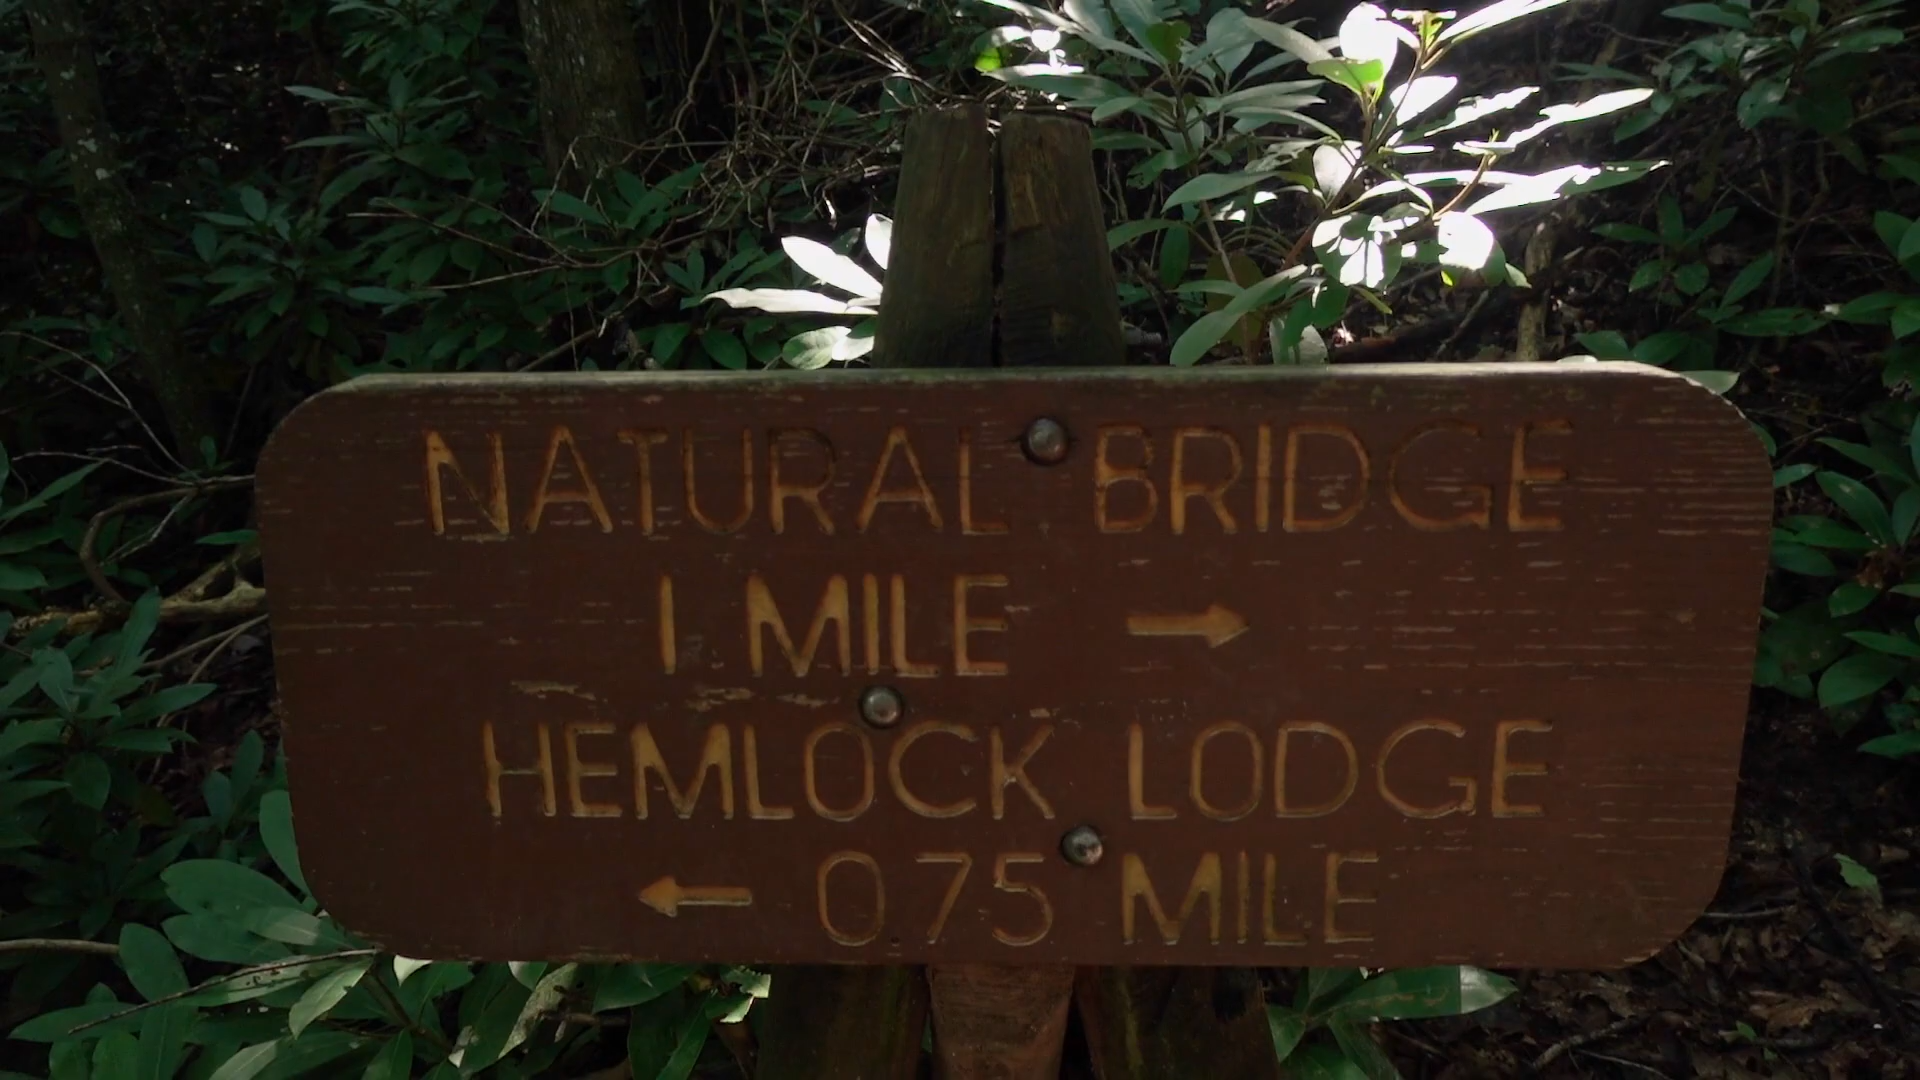 NATURAL BRIDGE
1 MILE →
HEMLOCK LODGE
← 0.75 MILE